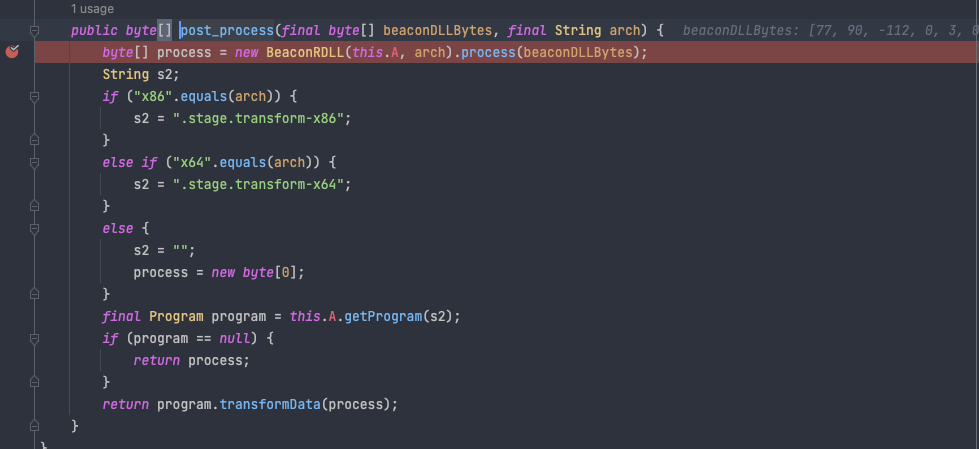 1 usage
public byte[] post_process(final byte[] beaconDLLBytes, final String arch) {   beaconDLLBytes: [77, 90, -112, 0, 3, 0
    byte[] process = new BeaconRDLL(this.A, arch).process(beaconDLLBytes);
    String s2;
    if ("x86".equals(arch)) {
        s2 = ".stage.transform-x86";
    }
    else if ("x64".equals(arch)) {
        s2 = ".stage.transform-x64";
    }
    else {
        s2 = "";
        process = new byte[0];
    }
    final Program program = this.A.getProgram(s2);
    if (program == null) {
        return process;
    }
    return program.transformData(process);
}
}